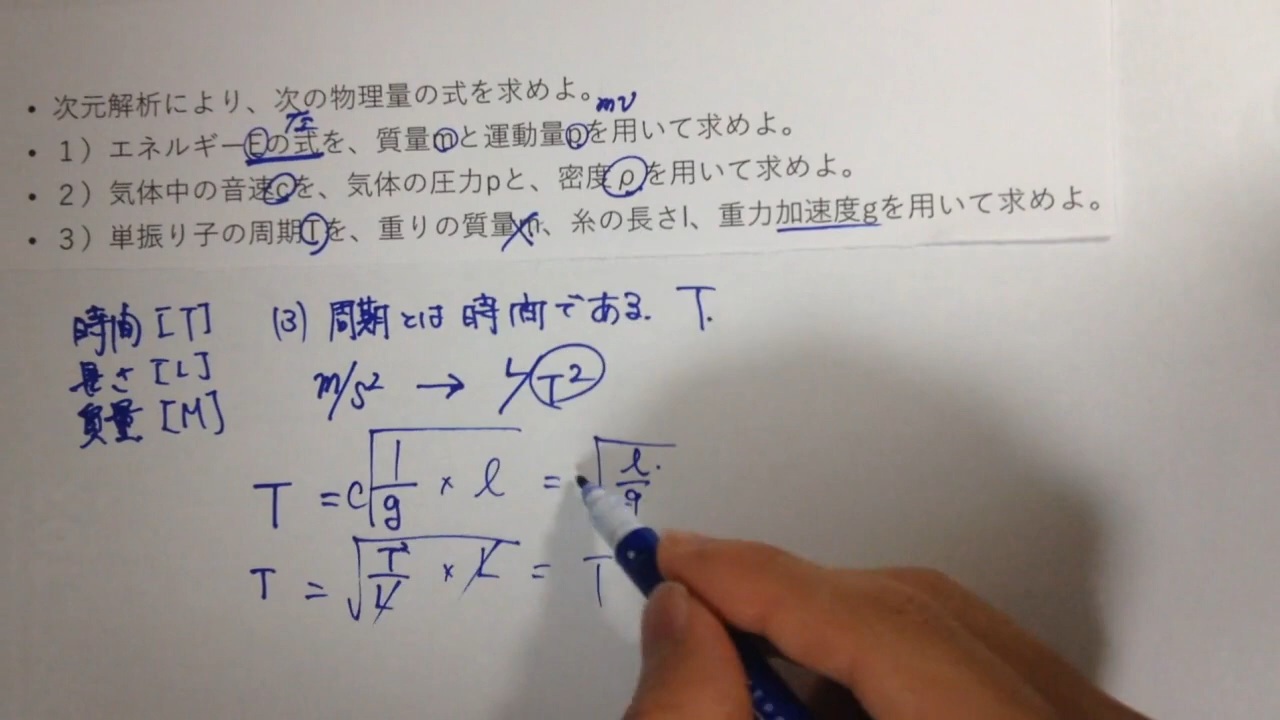 • 次元解析により、次の物理量の式を求めよ。
mv
• 1）エネルギーEの式を、質量mと運動量pを用いて求めよ。
• 2）気体中の音速cを、気体の圧力pと、密度ρを用いて求めよ。
• 3）単振り子の周期Tを、重りの質量m、糸の長さl、重力加速度gを用いて求めよ。
時間 [T]
長さ [L]
質量 [M]
(3) 周期とは時間である. T.
m/s² → L/T²
T = c√(1/g × l) = √(l/g)
T = √(T²/L × L) = T